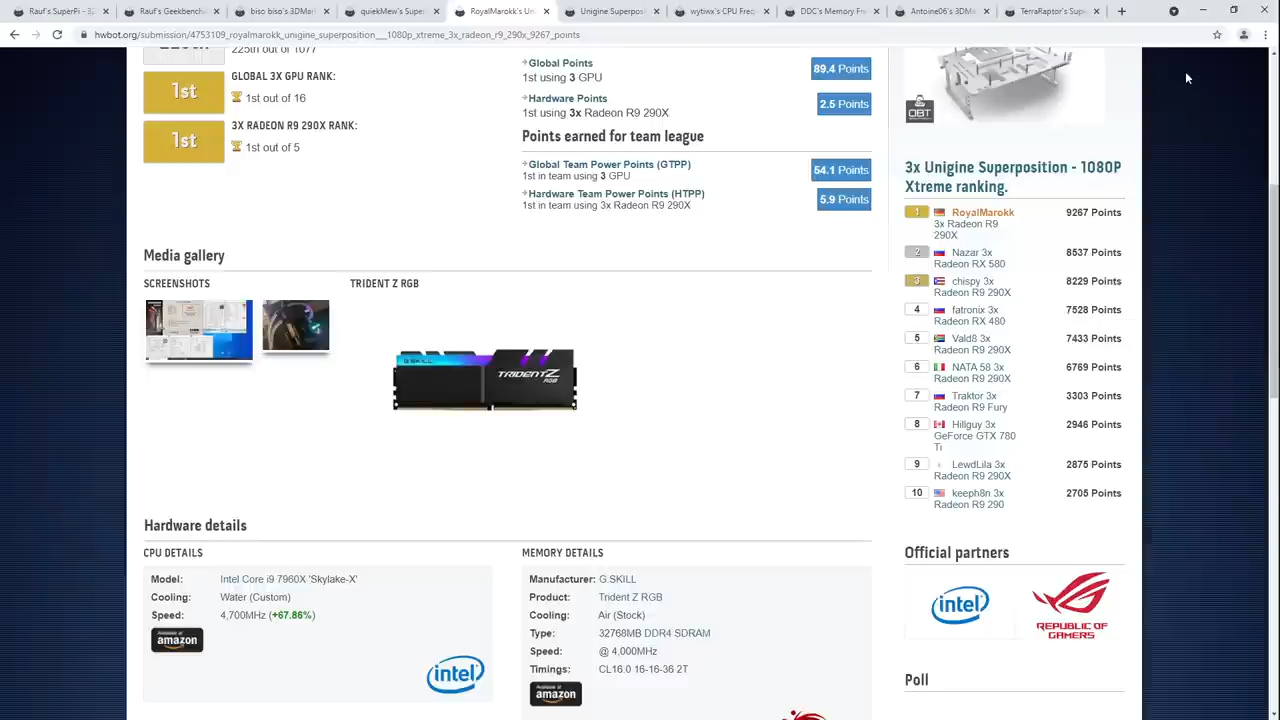 Rauf's.SuperPi - 32
Rauf's Geekbench
biso biso's.3DMar
quiekMew's Super
RoyalMarokk's.Un
Unigine Superpos
wytiwx's CPU Freq
DDC's Memory Fre
Antoine06's 3DMa
TerraRaptor's.Sup
hwbot.org/submission/4753109_royalmarokk_unigine_superposition__1080p_xtreme_3x_radeon_r9_290x_9267_points
225th out of 1077
1st
GLOBAL 3X GPU RANK:
1st out of 16
1st
3X RADEON R9 290X RANK:
1st out of 5
Global Points
1st using 3 GPU
89.4 Points
Hardware Points
1st using 3x Radeon R9 290X
2.5 Points
Points earned for team league
Global Team Power Points (GTPP)
1st in team using 3 GPU
54.1 Points
Hardware Team Power Points (HTPP)
1st in team using 3x Radeon R9 290X
5.9 Points
Media gallery
SCREENSHOTS
TRIDENT Z RGB
G.SKILL
TRIDENTZ
RGB
Hardware details
CPU DETAILS
Model: Intel Core i9 7960X 'Skylake-X'
Cooling: Water (Custom)
Speed: 4,700MHz (+67.86%)
amazon
intel
MEMORY DETAILS
Manufacturer: G.SKILL
Product: Trident Z RGB
Cooling: Air (Stock)
Type: 32768MB DDR4 SDRAM
Speed: @ 4,000MHz
Timings: CL16.0 16-16-36 2T
amazon
OBT
3x Unigine Superposition - 1080P
Xtreme ranking.
1 RoyalMarokk 9267 Points
3x Radeon R9
290X
2 Nazar 3x 8537 Points
Radeon RX 580
3 chispy 3x 8229 Points
Radeon R9 290X
4 fatronix 3x 7528 Points
Radeon RX 480
5 Vald8 3x 7433 Points
Radeon R9 290X
6 NATA 58 3x 6769 Points
Radeon R9 290X
7 Traktor 3x 3303 Points
Radeon R9 Fury
8 Hillguy 3x 2946 Points
GeForce GTX 780
Ti
9 LewdLila 3x 2875 Points
Radeon R9 290X
10 keeph8n 3x 2705 Points
Radeon R9 290
Official partners
intel
REPUBLIC OF
GAMERS
Poll